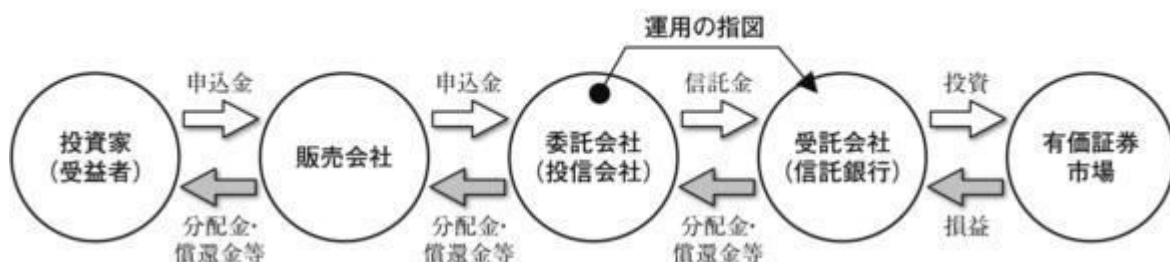 運用の指図
申込金
申込金
信託金
投資
投資家
（受益者）
販売会社
委託会社
（投信会社）
受託会社
（信託銀行）
有価証券
市場
分配金・
償還金等
分配金・
償還金等
分配金・
償還金等
損益